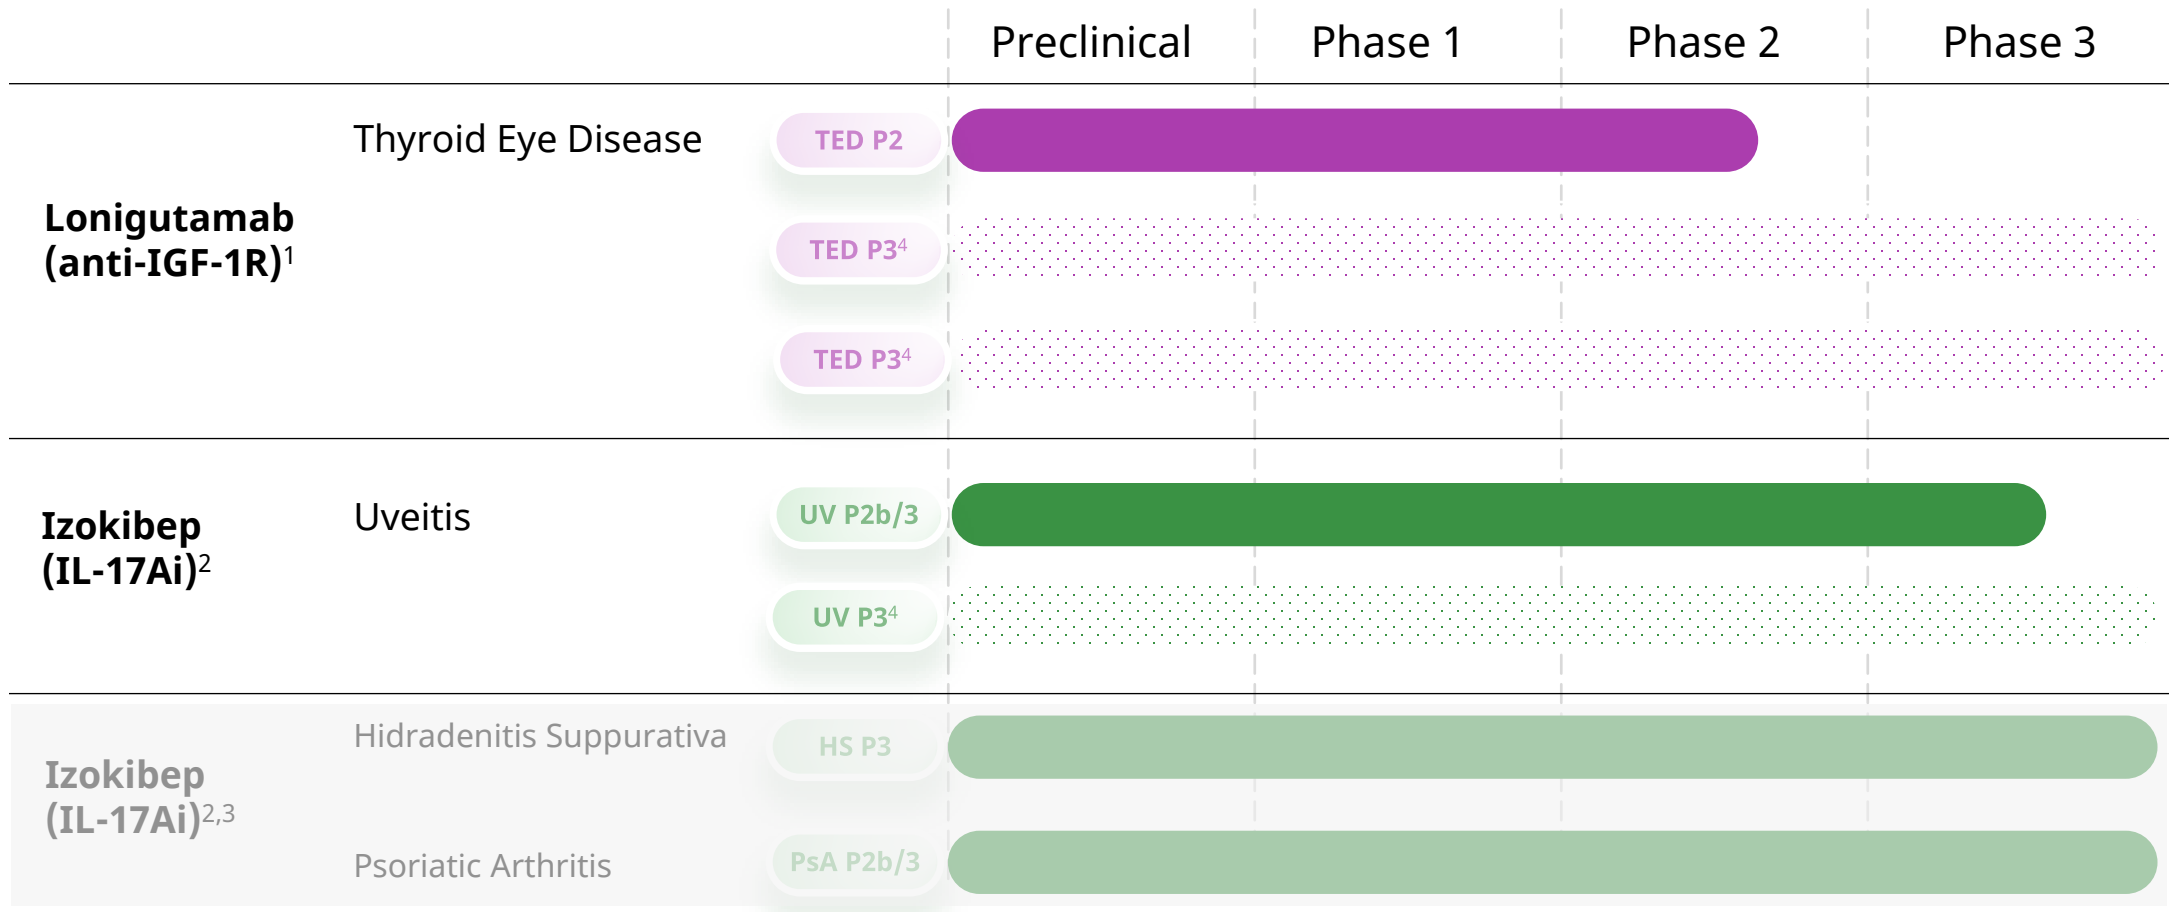 Preclinical Phase 1 Phase 2 Phase 3
Lonigutamab
(anti-IGF-1R)¹
Thyroid Eye Disease
TED P2
TED P3⁴
TED P3⁴
Izokibep
(IL-17Ai)²
Uveitis
UV P2b/3
UV P3⁴
Izokibep
(IL-17Ai)²,³
Hidradenitis Suppurativa
HS P3
Psoriatic Arthritis
PsA P2b/3